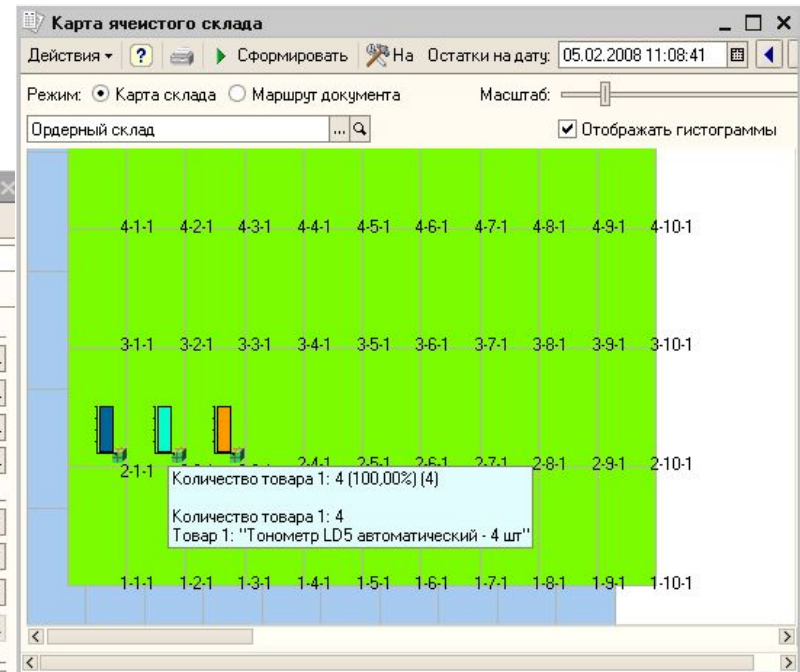 Карта ячеистого склада
Действия ? Сформировать На Остатки на дату: 05.02.2008 11:08:41
Режим: Карта склада Маршрут документа Масштаб:
Ордерный склад ... Отображать гистограммы
4-1-1 4-2-1 4-3-1 4-4-1 4-5-1 4-6-1 4-7-1 4-8-1 4-9-1 4-10-1
3-1-1 3-2-1 3-3-1 3-4-1 3-5-1 3-6-1 3-7-1 3-8-1 3-9-1 3-10-1
2-1-1 2-4-1 2-5-1 2-6-1 2-7-1 2-8-1 2-9-1 2-10-1
Количество товара 1: 4 (100,00%) (4)
Количество товара 1: 4
Товар 1: "Тонометр LD5 автоматический - 4 шт"
1-1-1 1-2-1 1-3-1 1-4-1 1-5-1 1-6-1 1-7-1 1-8-1 1-9-1 1-10-1